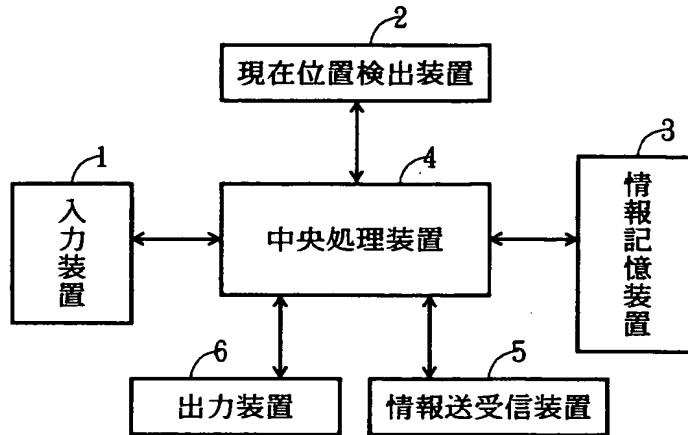 2
現在位置検出装置
1
入力装置
4
中央処理装置
3
情報記憶装置
6
出力装置
5
情報送受信装置